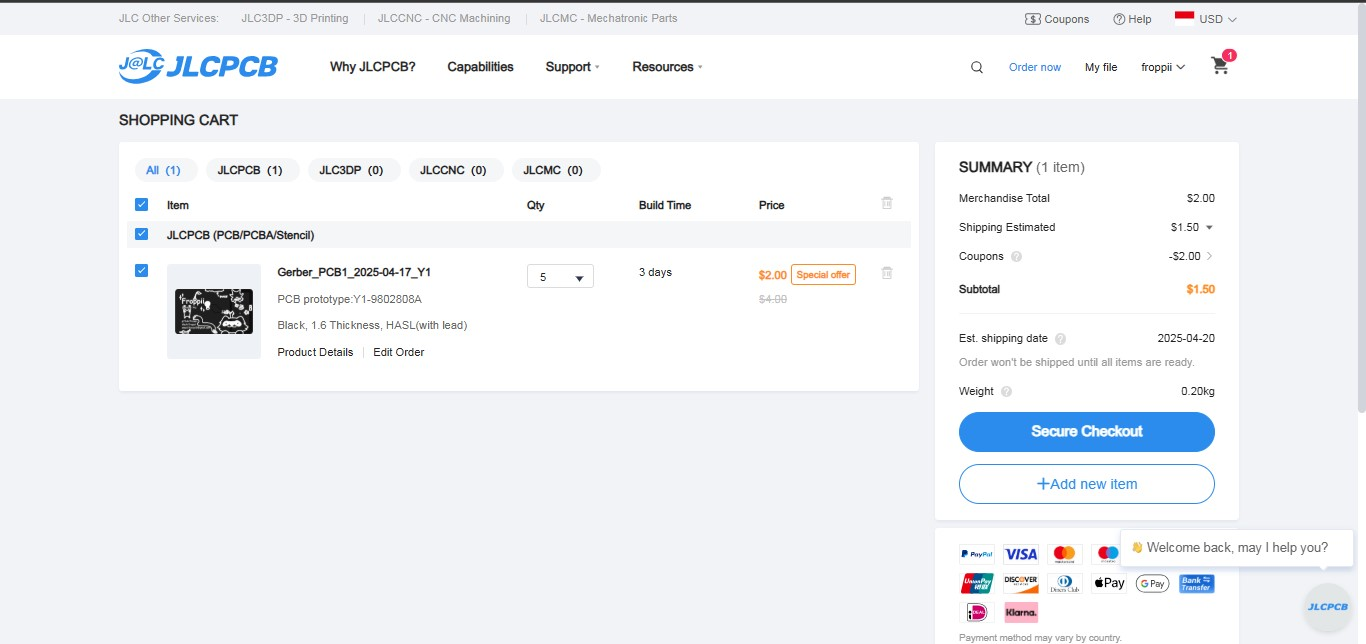 JLC Other Services: JLC3DP - 3D Printing JLCCNC - CNC Machining JLCMC - Mechatronic Parts
Coupons Help USD
J@LC JLCPCB Why JLCPCB? Capabilities Support Resources Order now My file froppii 1
SHOPPING CART
All (1) JLCPCB (1) JLC3DP (0) JLCCNC (0) JLCMC (0)
Item Qty Build Time Price
JLCPCB (PCB/PCBA/Stencil)
Gerber_PCB1_2025-04-17_Y1 5 3 days $2.00 Special offer
PCB prototype:Y1-9802808A $4.00
Black, 1.6 Thickness, HASL(with lead)
Product Details Edit Order
Froppii
SUMMARY (1 item)
Merchandise Total $2.00
Shipping Estimated $1.50
Coupons ? -$2.00
Subtotal $1.50
Est. shipping date ? 2025-04-20
Order won't be shipped until all items are ready.
Weight ? 0.20kg
Secure Checkout
+Add new item
👋 Welcome back, may I help you?
PayPal VISA
UnionPay DISCOVER Diners Club Pay G Pay Bank Transfer
iDEAL Klarna.
JLCPCB
Payment method may vary by country.